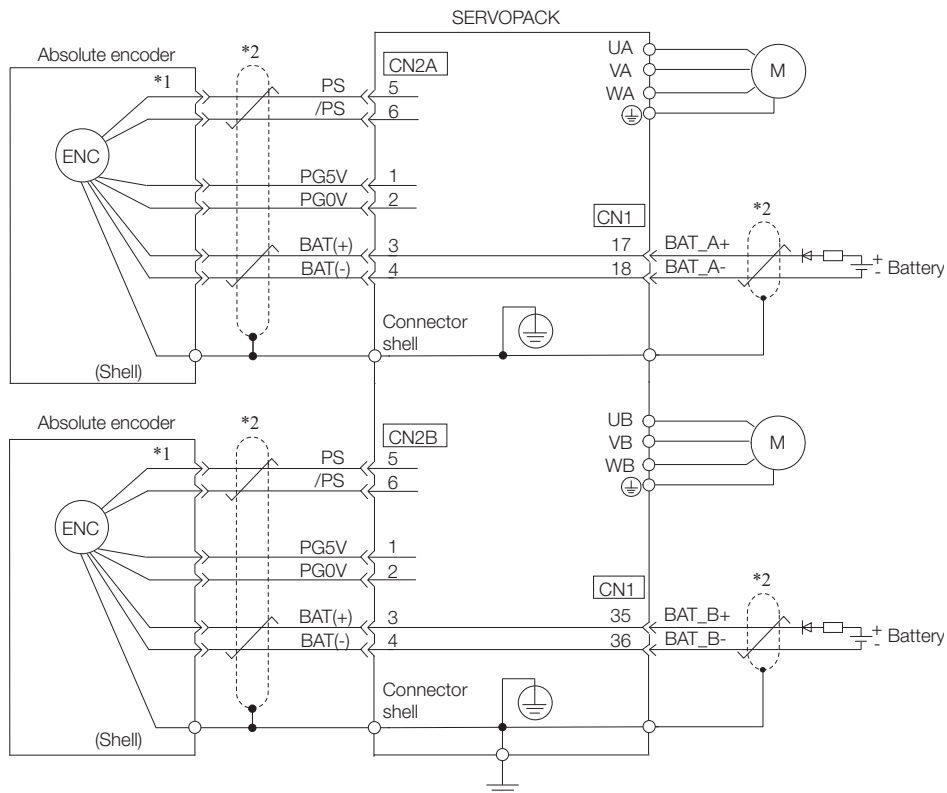 SERVOPACK
Absolute encoder
*1
*2
CN2A
PS 5
/PS 6
ENC
PG5V 1
PG0V 2
BAT(+) 3
BAT(-) 4
Connector
shell
(Shell)
UA
VA
WA
M
CN1
*2
17 BAT_A+
18 BAT_A-
+
- Battery
Absolute encoder
*1
*2
CN2B
PS 5
/PS 6
ENC
PG5V 1
PG0V 2
BAT(+) 3
BAT(-) 4
Connector
shell
(Shell)
UB
VB
WB
M
CN1
*2
35 BAT_B+
36 BAT_B-
+
- Battery